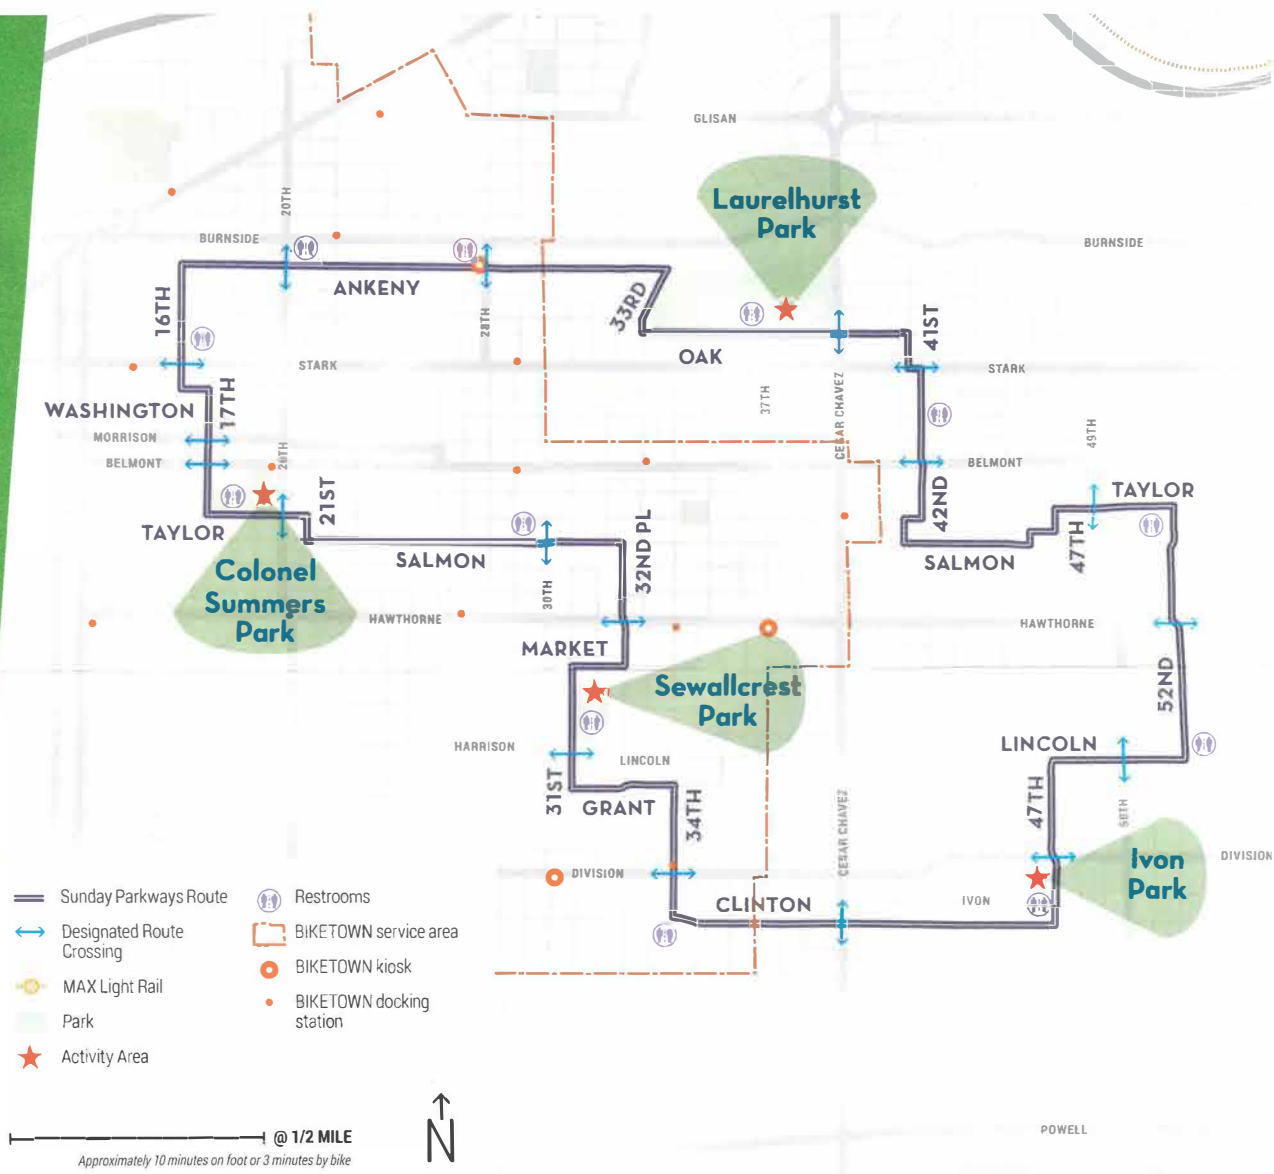 GLISAN
Laurelhurst
Park
20TH
BURNSIDE
BURNSIDE
ANKENY
16TH
28TH
33RD
OAK
41ST
STARK
STARK
37TH
CESAR CHAVEZ
WASHINGTON
17TH
MORRISON
BELMONT
20TH
49TH
BELMONT
42ND
TAYLOR
21ST
TAYLOR
SALMON
32ND PL
47TH
SALMON
Colonel
Summers
Park
30TH
HAWTHORNE
HAWTHORNE
MARKET
Sewallcrest
Park
52ND
HARRISON
LINCOLN
LINCOLN
31ST
GRANT
34TH
CESAR CHAVEZ
47TH
50TH
Ivon
Park
DIVISION
DIVISION
CLINTON
IVON
Sunday Parkways Route
Designated Route
Crossing
MAX Light Rail
Park
Activity Area
Restrooms
BIKETOWN service area
BIKETOWN kiosk
BIKETOWN docking
station
@ 1/2 MILE
Approximately 10 minutes on foot or 3 minutes by bike
N
POWELL